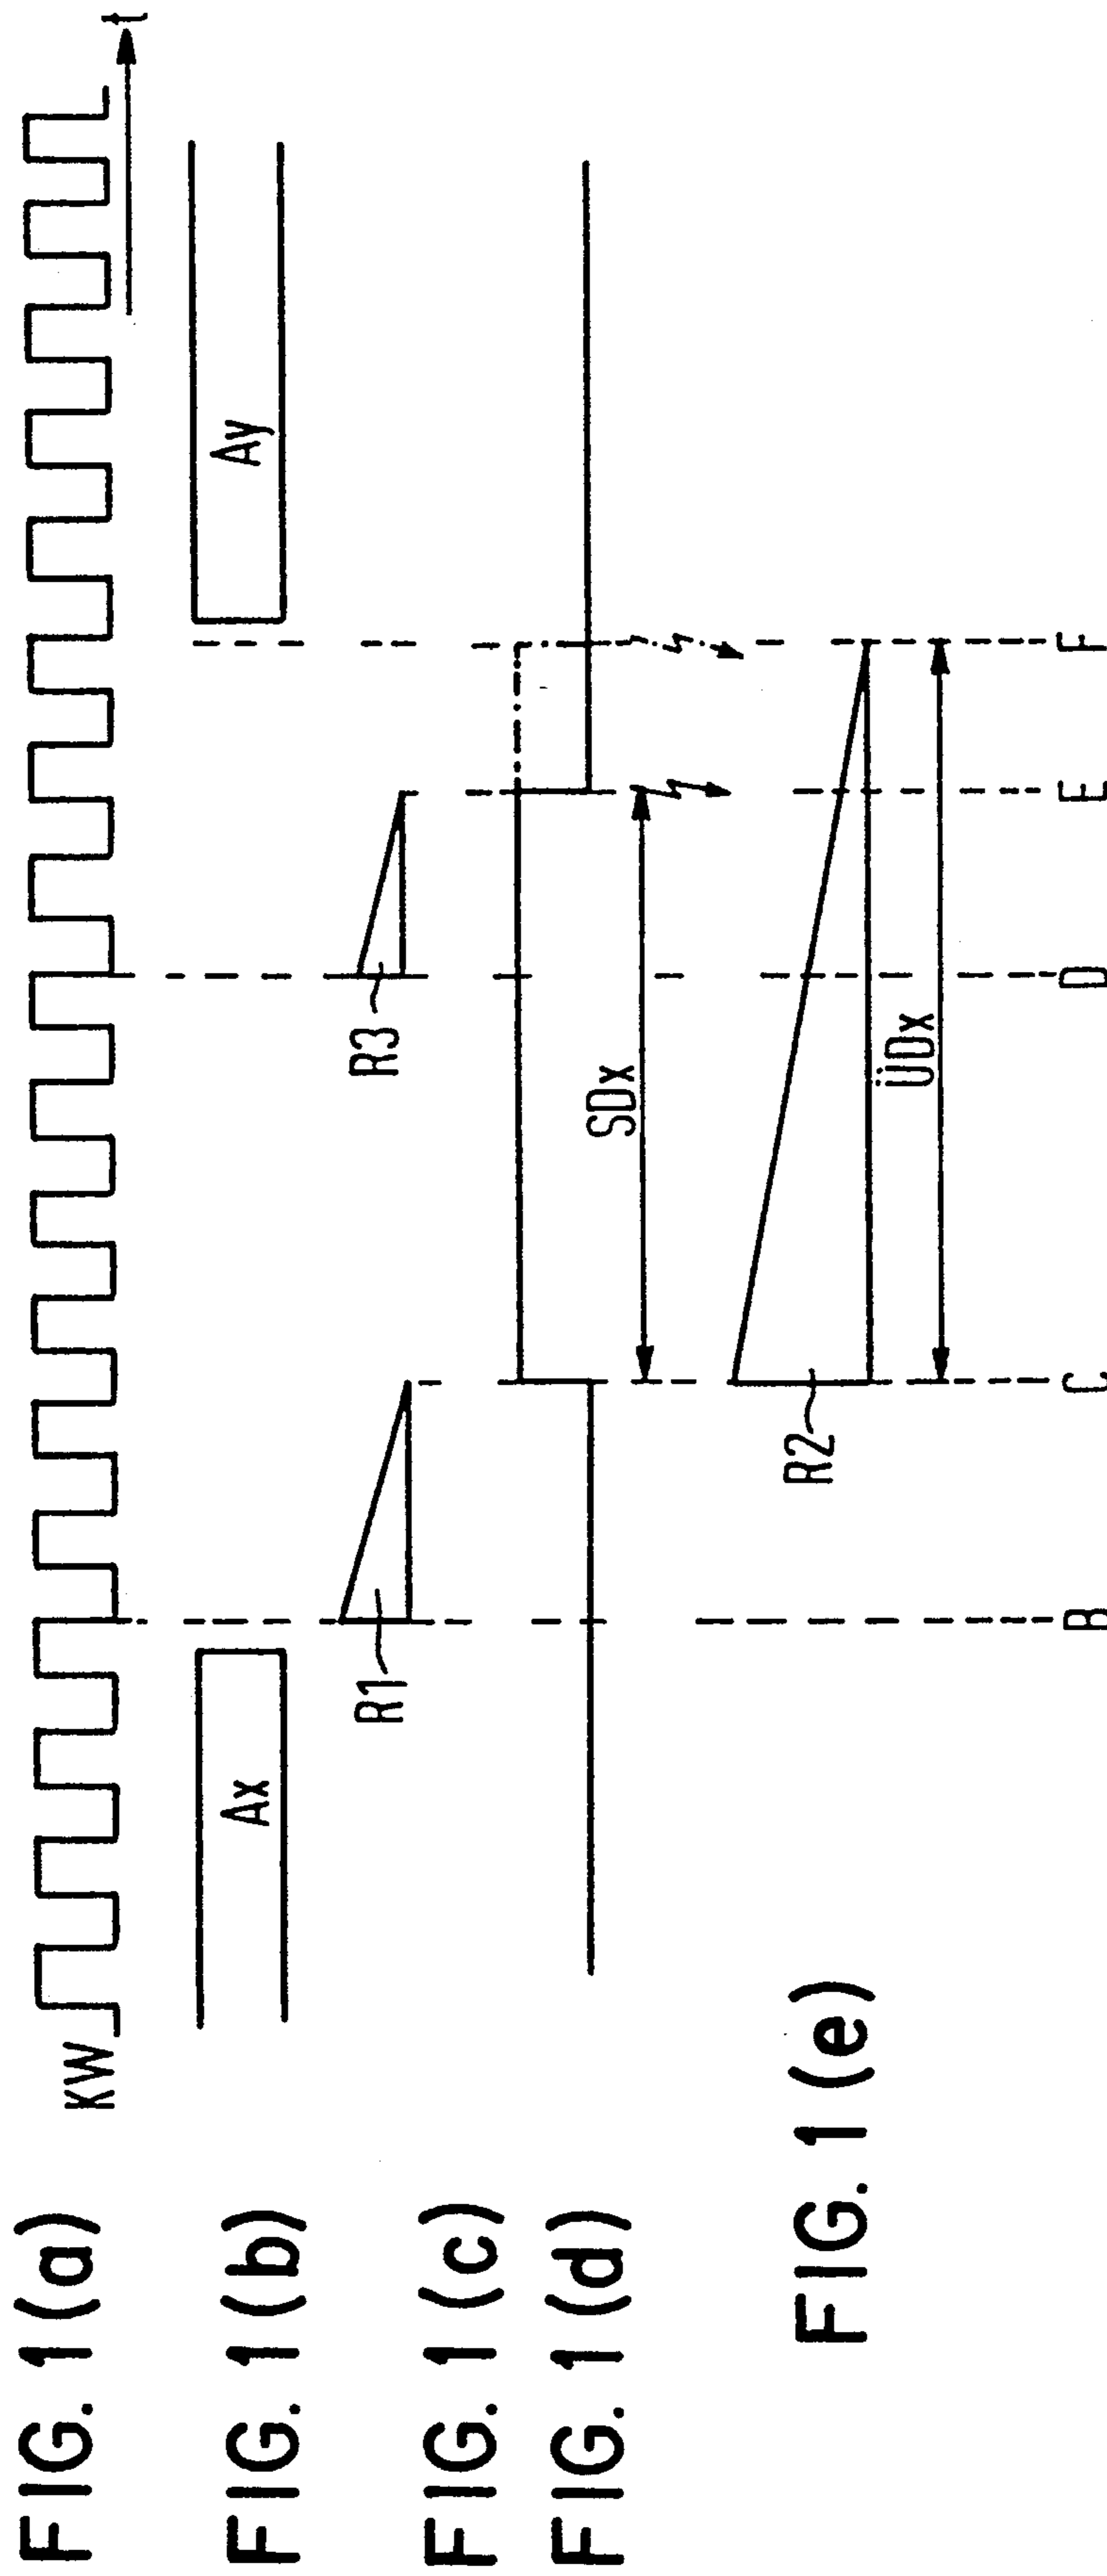 FIG. 1(a)
KW
t
FIG. 1(b)
Ax
Ay
FIG. 1(c)
R1
R3
FIG. 1(d)
SDx
FIG. 1(e)
R2
ÜDx
B
C
D
E
F